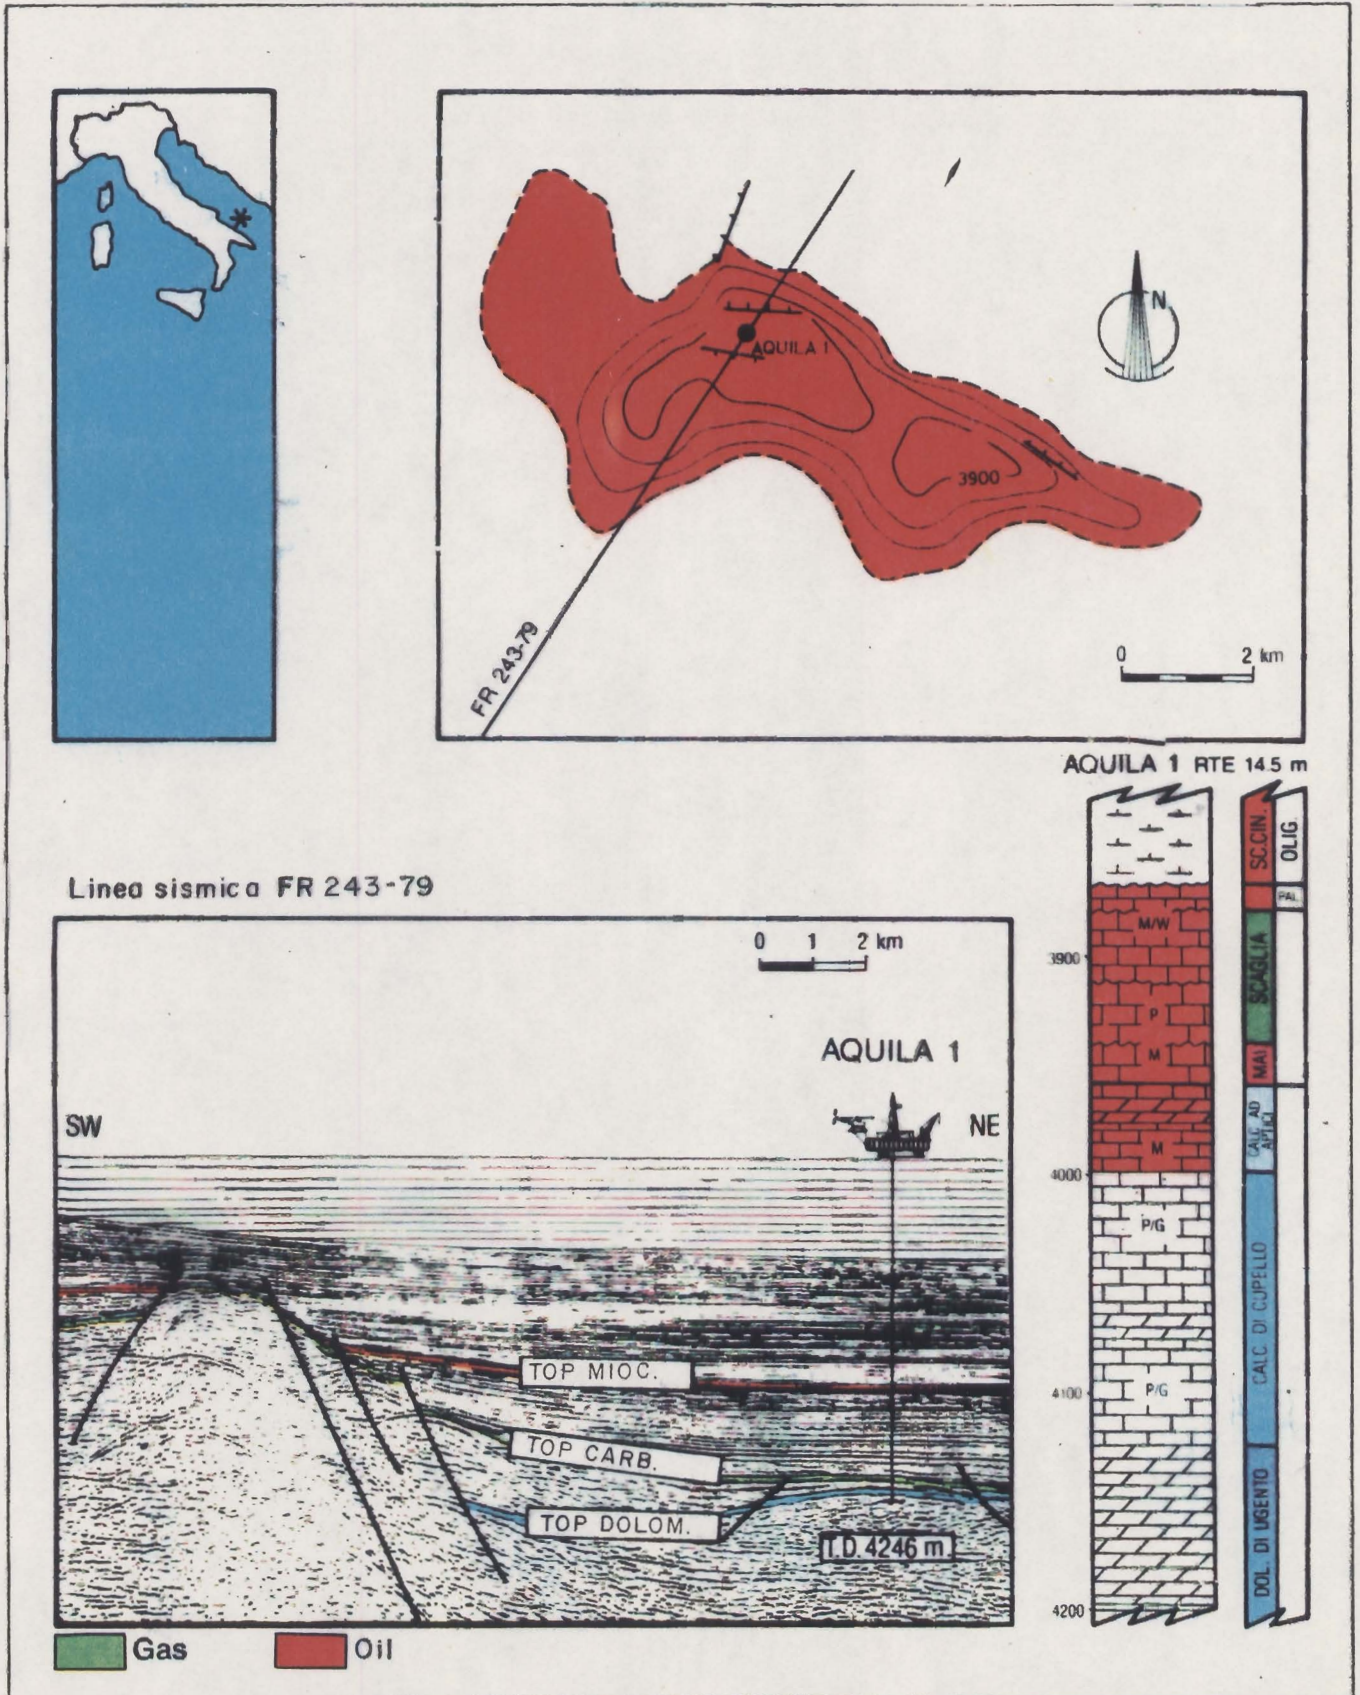 AQUILA 1
3900
N
FR 243-79
0 2 km
AQUILA 1 RTE 14.5 m
SC.CIN.
OLIG.
PAL.
M/W
3900
SCAGLIA
P
M
MAI
CALC. AD APTICI
M
4000
P/G
CALC. DI CUPELLO
4100
P/G
DOL. DI UGENTO
4200
Linea sismica FR 243-79
0 1 2 km
AQUILA 1
SW
NE
TOP MIOC.
TOP CARB.
TOP DOLOM.
T.D. 4246 m.
Gas
Oil